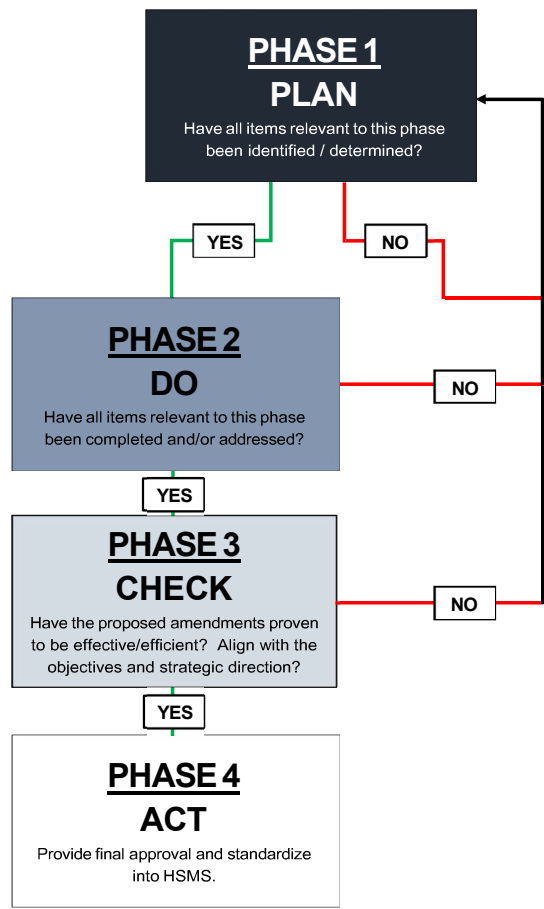 PHASE 1
PLAN
Have all items relevant to this phase
been identified / determined?
YES
NO
PHASE 2
DO
Have all items relevant to this phase
been completed and/or addressed?
NO
YES
PHASE 3
CHECK
Have the proposed amendments proven
to be effective/efficient?  Align with the
objectives and strategic direction?
NO
YES
PHASE 4
ACT
Provide final approval and standardize
into HSMS.